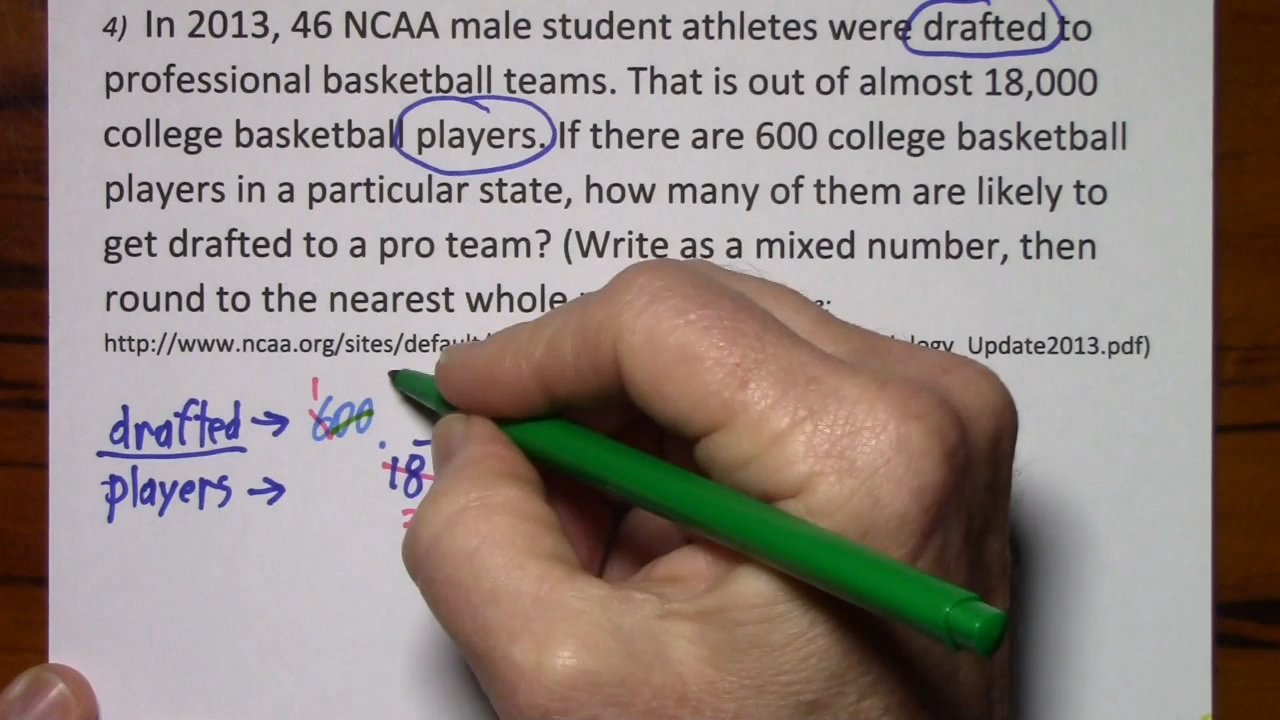 4) In 2013, 46 NCAA male student athletes were drafted to
professional basketball teams. That is out of almost 18,000
college basketball players. If there are 600 college basketball
players in a particular state, how many of them are likely to
get drafted to a pro team? (Write as a mixed number, then
round to the nearest whole
http://www.ncaa.org/sites/default/ Update2013.pdf)
1
drafted → 600
18
players →